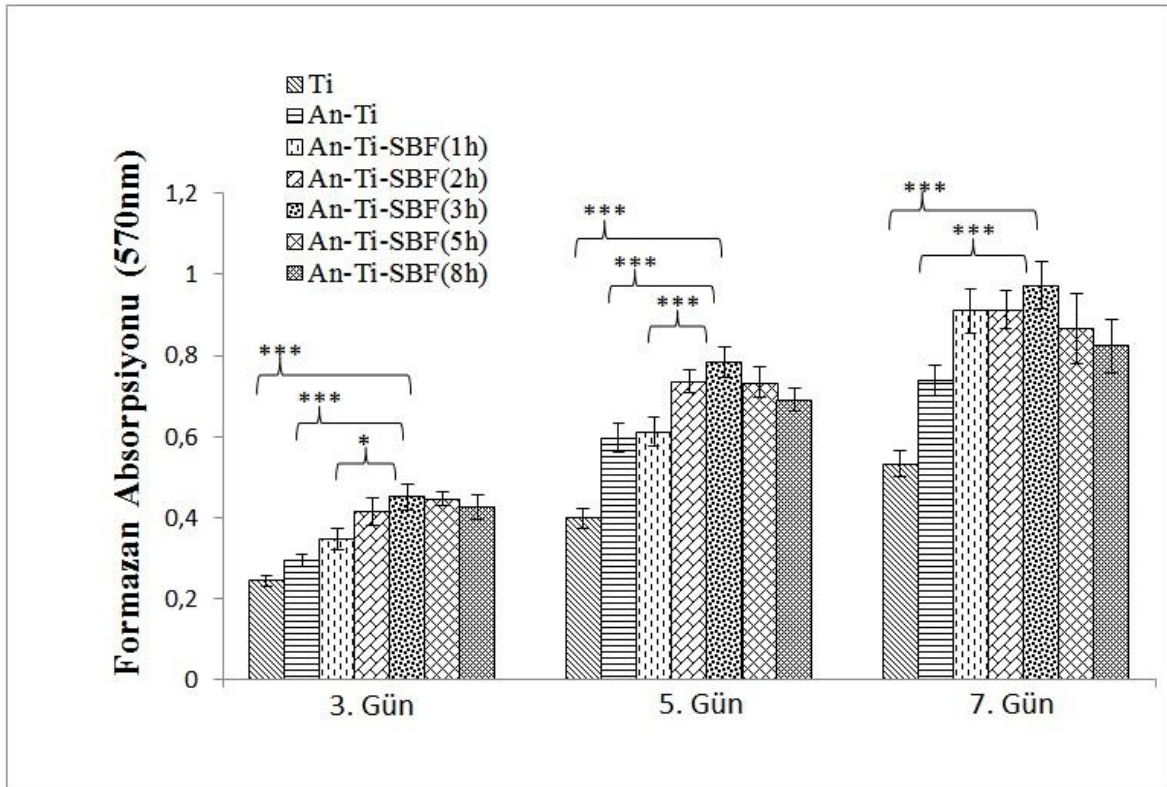 Formazan Absorpsiyonu (570nm)
Ti
An-Ti
An-Ti-SBF(1h)
An-Ti-SBF(2h)
An-Ti-SBF(3h)
An-Ti-SBF(5h)
An-Ti-SBF(8h)
1,2
1
0,8
0,6
0,4
0,2
0
***
***
*
***
***
***
***
***
3. Gün
5. Gün
7. Gün